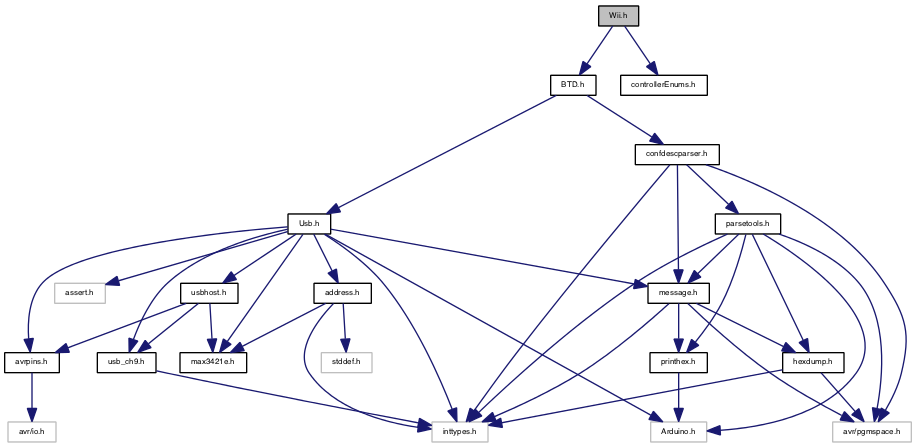 Wii.h
BTD.h
controllerEnums.h
confdescparser.h
Usb.h
parsetools.h
assert.h
usbhost.h
address.h
message.h
avrpins.h
usb_ch9.h
max3421e.h
stddef.h
printhex.h
hexdump.h
avr/io.h
inttypes.h
Arduino.h
avr/pgmspace.h